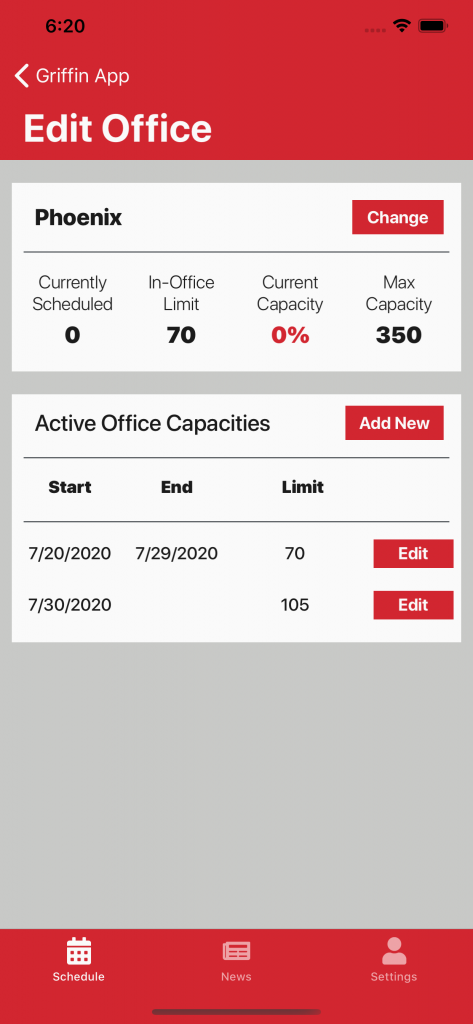 6:20
Griffin App
Edit Office
Phoenix
Change
Currently Scheduled
In-Office Limit
Current Capacity
Max Capacity
0
70
0%
350
Active Office Capacities
Add New
Start End Limit
7/20/2020 7/29/2020 70 Edit
7/30/2020 105 Edit
Schedule News Settings